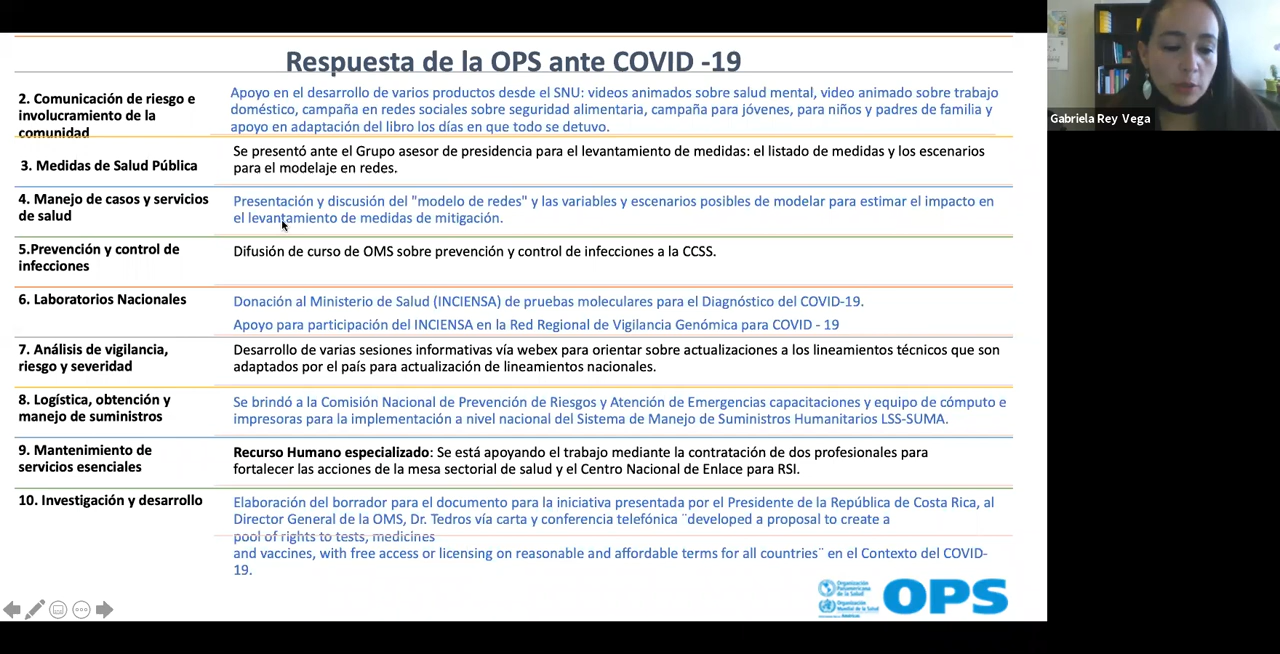 Respuesta de la OPS ante COVID -19
2. Comunicación de riesgo e
involucramiento de la
comunidad
Apoyo en el desarrollo de varios productos desde el SNU: videos animados sobre salud mental, video animado sobre trabajo
doméstico, campaña en redes sociales sobre seguridad alimentaria, campaña para jóvenes, para niños y padres de familia y
apoyo en adaptación del libro los días en que todo se detuvo.
3. Medidas de Salud Pública
Se presentó ante el Grupo asesor de presidencia para el levantamiento de medidas: el listado de medidas y los escenarios
para el modelaje en redes.
4. Manejo de casos y servicios
de salud
Presentación y discusión del "modelo de redes" y las variables y escenarios posibles de modelar para estimar el impacto en
el levantamiento de medidas de mitigación.
5.Prevención y control de
infecciones
Difusión de curso de OMS sobre prevención y control de infecciones a la CCSS.
6. Laboratorios Nacionales
Donación al Ministerio de Salud (INCIENSA) de pruebas moleculares para el Diagnóstico del COVID-19.
Apoyo para participación del INCIENSA en la Red Regional de Vigilancia Genómica para COVID - 19
7. Análisis de vigilancia,
riesgo y severidad
Desarrollo de varias sesiones informativas vía webex para orientar sobre actualizaciones a los lineamientos técnicos que son
adaptados por el país para actualización de lineamientos nacionales.
8. Logística, obtención y
manejo de suministros
Se brindó a la Comisión Nacional de Prevención de Riesgos y Atención de Emergencias capacitaciones y equipo de cómputo e
impresoras para la implementación a nivel nacional del Sistema de Manejo de Suministros Humanitarios LSS-SUMA.
9. Mantenimiento de
servicios esenciales
Recurso Humano especializado: Se está apoyando el trabajo mediante la contratación de dos profesionales para
fortalecer las acciones de la mesa sectorial de salud y el Centro Nacional de Enlace para RSI.
10. Investigación y desarrollo
Elaboración del borrador para el documento para la iniciativa presentada por el Presidente de la República de Costa Rica, al
Director General de la OMS, Dr. Tedros vía carta y conferencia telefónica ¨developed a proposal to create a
pool of rights to tests, medicines
and vaccines, with free access or licensing on reasonable and affordable terms for all countries¨ en el Contexto del COVID-
19.
Organización
Panamericana
de la Salud
Organización
Mundial de la Salud
OPS
Gabriela Rey Vega